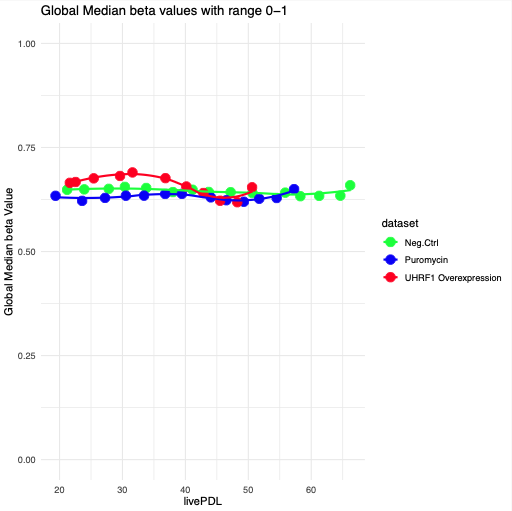 Global Median beta values with range 0−1
1.00
0.75
0.50
0.25
0.00
Global Median beta Value
20 30 40 50 60
livePDL
dataset
Neg.Ctrl
Puromycin
UHRF1 Overexpression